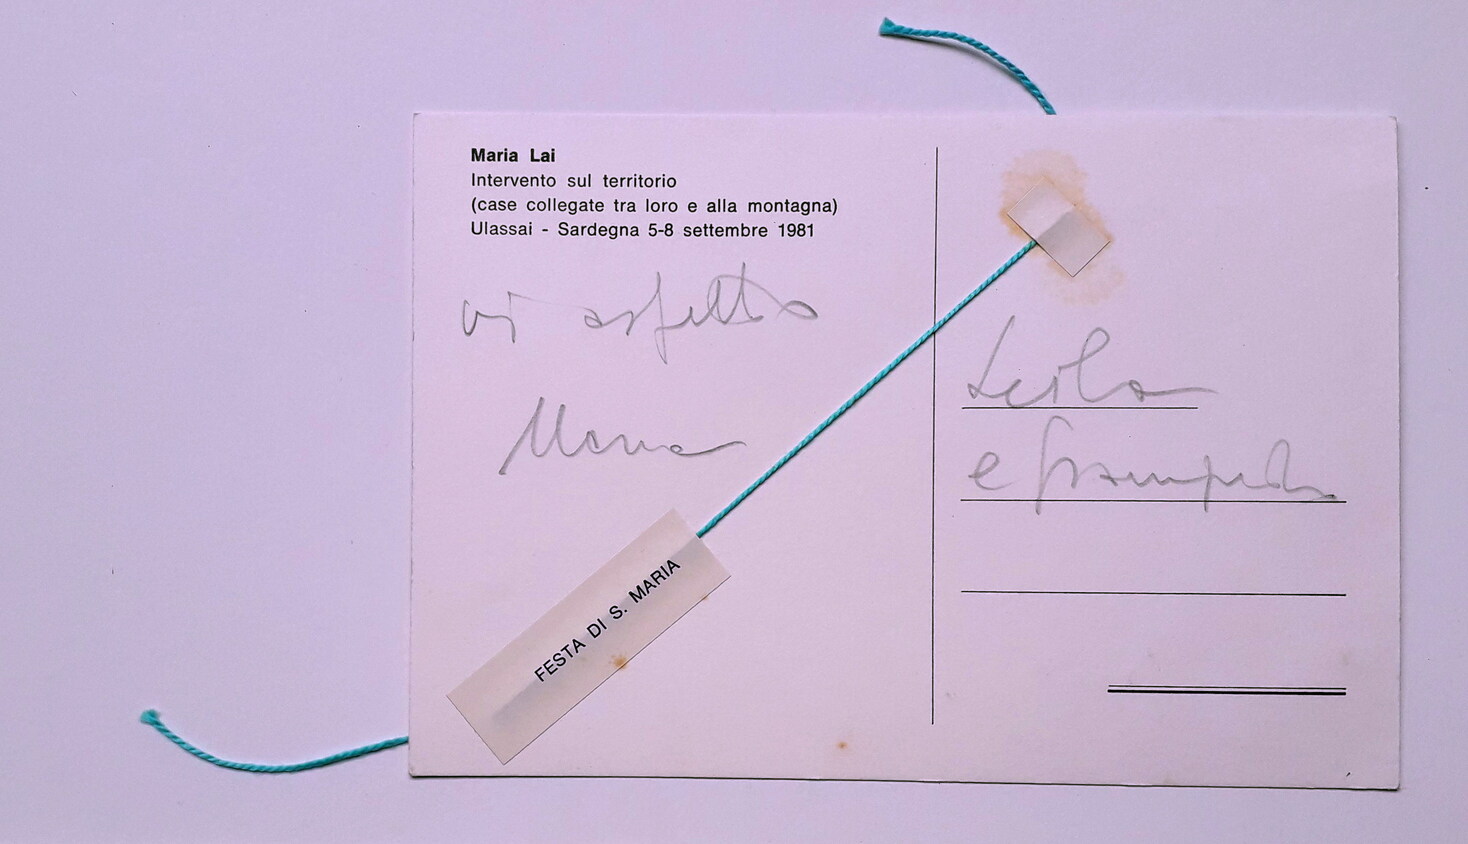 Maria Lai
Intervento sul territorio
(case collegate tra loro e alla montagna)
Ulassai - Sardegna 5-8 settembre 1981
vi aspetto
Maria
FESTA DI S. MARIA
e